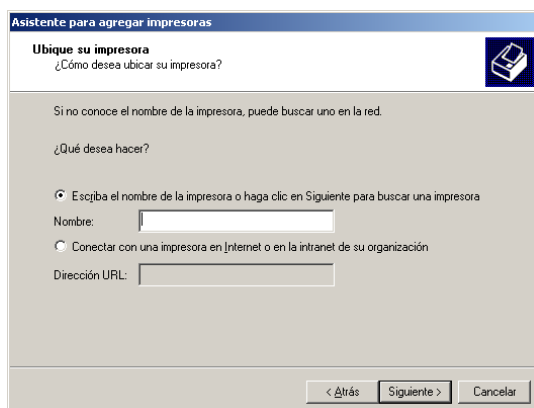 Asistente para agregar impresoras
Ubique su impresora
¿Cómo desea ubicar su impresora?
Si no conoce el nombre de la impresora, puede buscar uno en la red.
¿Qué desea hacer?
Escriba el nombre de la impresora o haga clic en Siguiente para buscar una impresora
Nombre:
Conectar con una impresora en Internet o en la intranet de su organización
Dirección URL:
< Atrás Siguiente > Cancelar